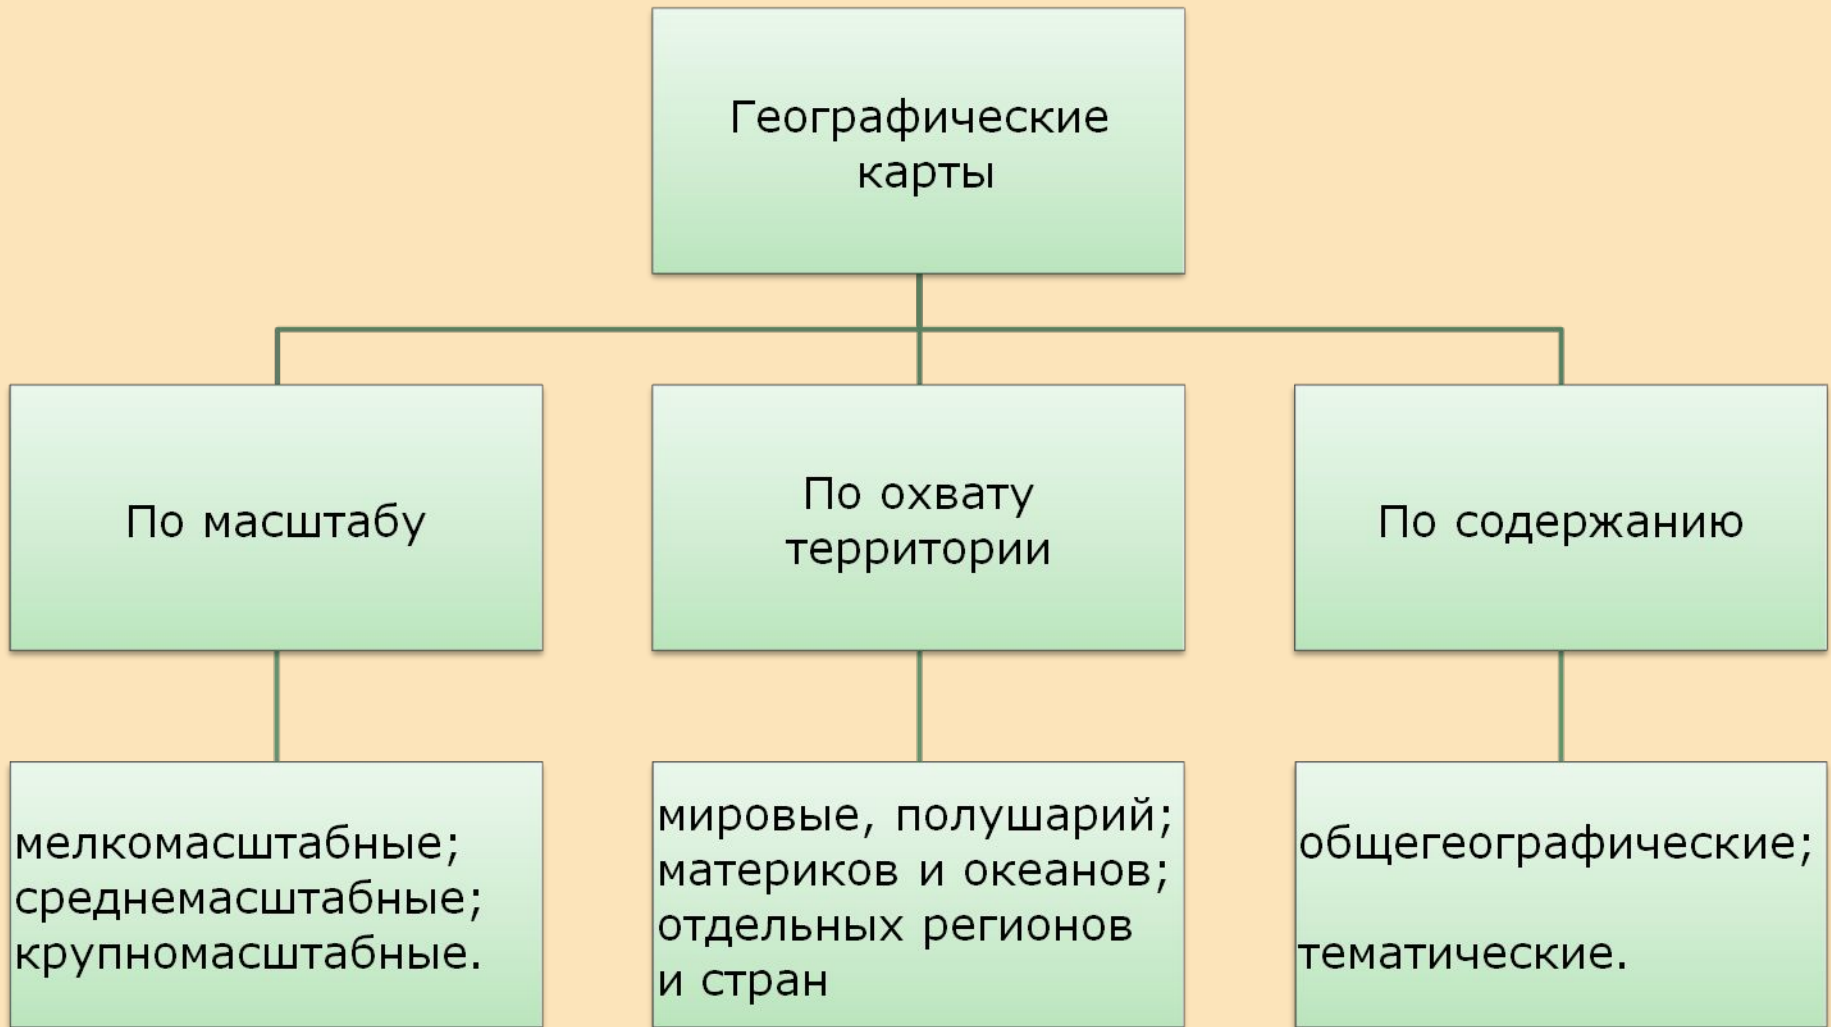 Географические
карты
По масштабу
По охвату
территории
По содержанию
мелкомасштабные;
среднемасштабные;
крупномасштабные.
мировые, полушарий;
материков и океанов;
отдельных регионов
и стран
общегеографические;
тематические.